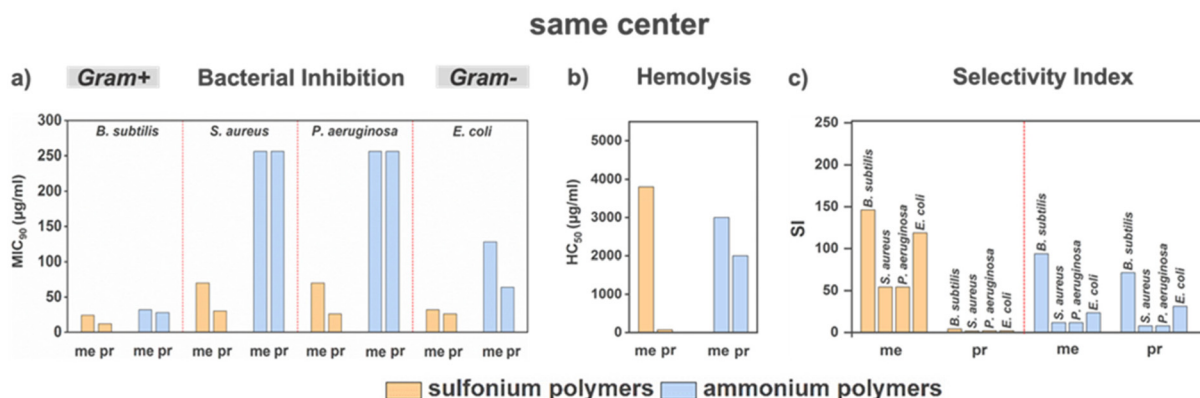 same center
a) Gram+ Bacterial Inhibition Gram- b) Hemolysis c) Selectivity Index
MIC90 (µg/ml)
300
250
200
150
100
50
0
B. subtilis S. aureus P. aeruginosa E. coli
me pr me pr me pr me pr me pr me pr me pr me pr
HC50 (µg/ml)
5000
4000
3000
2000
1000
0
me pr me pr
SI
250
200
150
100
50
0
B. subtilis
S. aureus
P. aeruginosa
E. coli
B. subtilis
S. aureus
P. aeruginosa
E. coli
B. subtilis
S. aureus
P. aeruginosa
E. coli
B. subtilis
S. aureus
P. aeruginosa
E. coli
me pr me pr
sulfonium polymers ammonium polymers